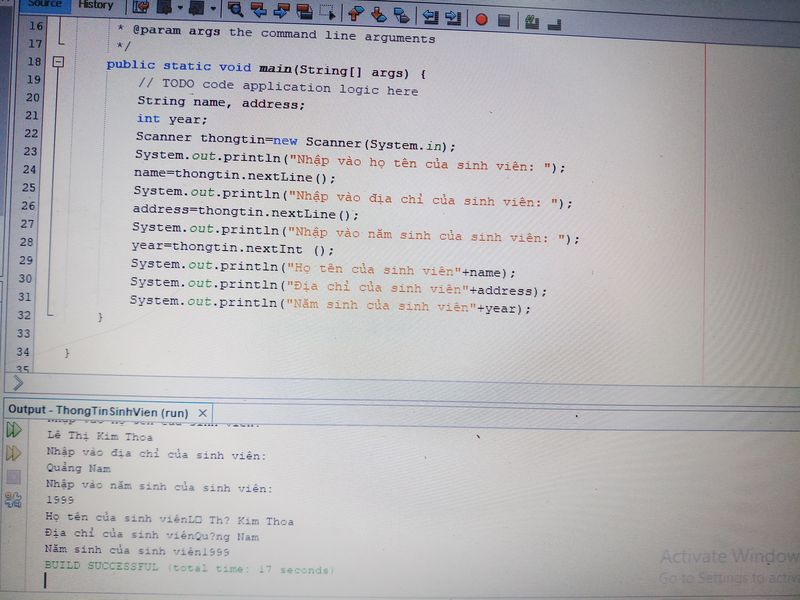 Source History
16 * @param args the command line arguments
17 */
18 public static void main(String[] args) {
19 // TODO code application logic here
20 String name, address;
21 int year;
22 Scanner thongtin=new Scanner(System.in);
23 System.out.println("Nhập vào họ tên của sinh viên: ");
24 name=thongtin.nextLine();
25 System.out.println("Nhập vào địa chỉ của sinh viên: ");
26 address=thongtin.nextLine();
27 System.out.println("Nhập vào năm sinh của sinh viên: ");
28 year=thongtin.nextInt ();
29 System.out.println("Họ tên của sinh viên"+name);
30 System.out.println("Địa chỉ của sinh viên"+address);
31 System.out.println("Năm sinh của sinh viên"+year);
32 }
33
34 }
35
Output - ThongTinSinhVien (run)
Nhập vào họ tên của sinh viên:
Lê Thị Kim Thoa
Nhập vào địa chỉ của sinh viên:
Quảng Nam
Nhập vào năm sinh của sinh viên:
1999
Họ tên của sinh viênL� Th? Kim Thoa
Địa chỉ của sinh viênQu?ng Nam
Năm sinh của sinh viên1999
BUILD SUCCESSFUL (total time: 17 seconds)
Activate Window
Go to Settings to activa